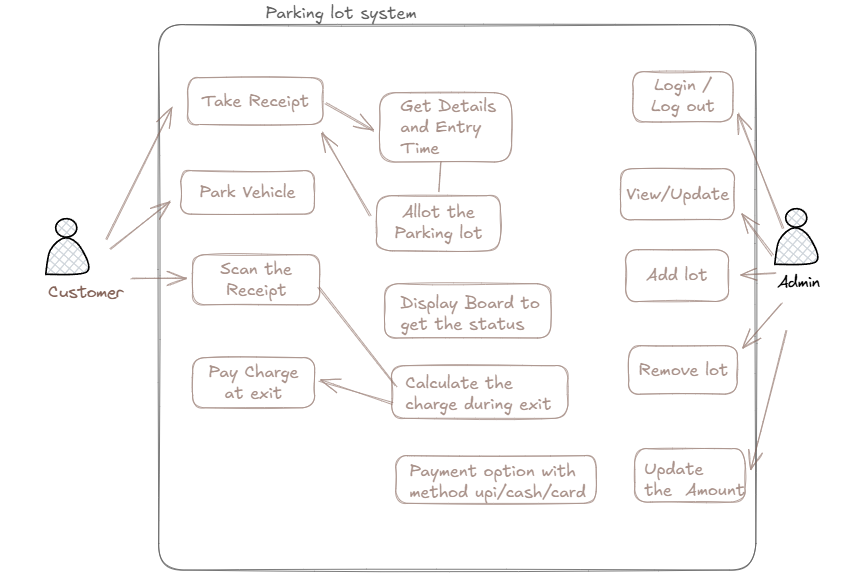 Parking lot system
Take Receipt
Get Details
and Entry
Time
Login /
Log out
Park Vehicle
Allot the
Parking lot
View/Update
Customer
Scan the
Receipt
Display Board to
get the status
Add lot
Admin
Pay Charge
at exit
Calculate the
charge during exit
Remove lot
Payment option with
method upi/cash/card
Update
the Amount